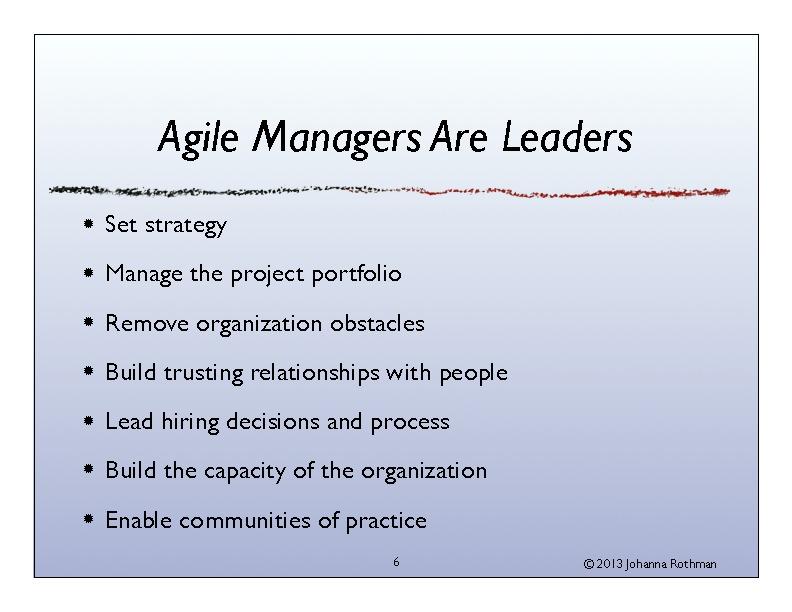 Agile Managers Are Leaders
Set strategy
Manage the project portfolio
Remove organization obstacles
Build trusting relationships with people
Lead hiring decisions and process
Build the capacity of the organization
Enable communities of practice
6
© 2013 Johanna Rothman